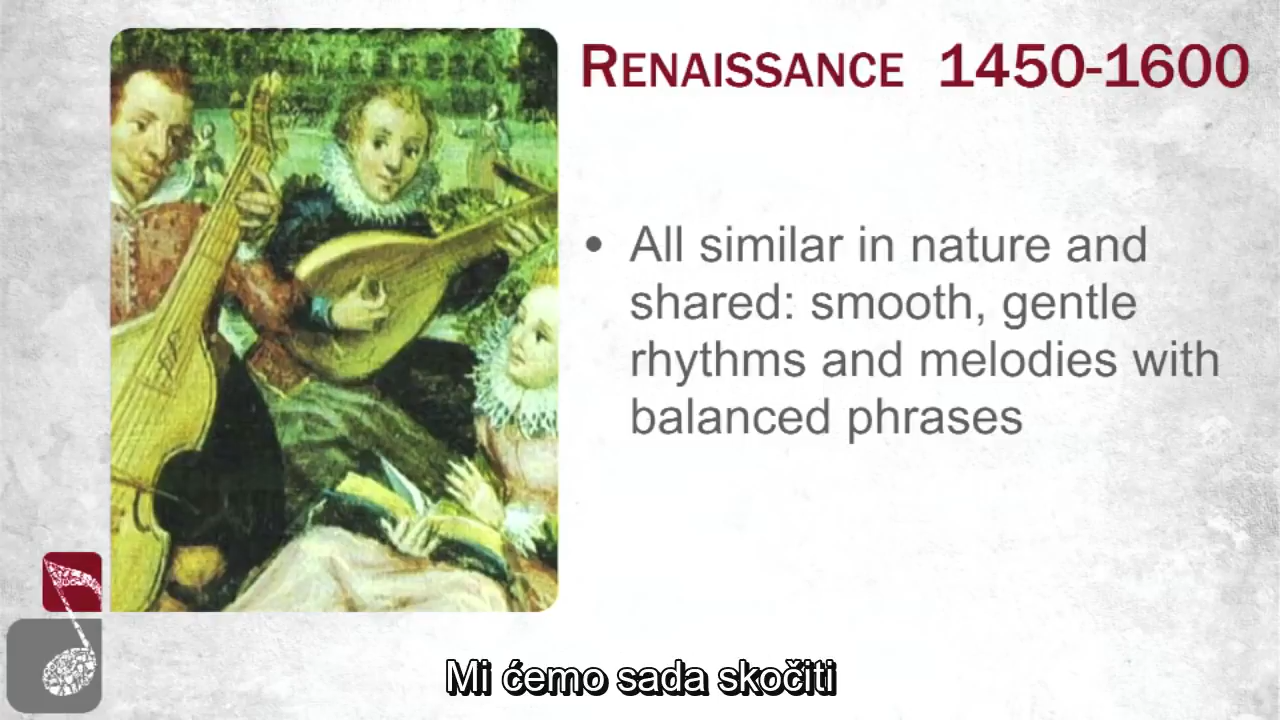 RENAISSANCE 1450-1600
• All similar in nature and
shared: smooth, gentle
rhythms and melodies with
balanced phrases
Mi ćemo sada skočiti